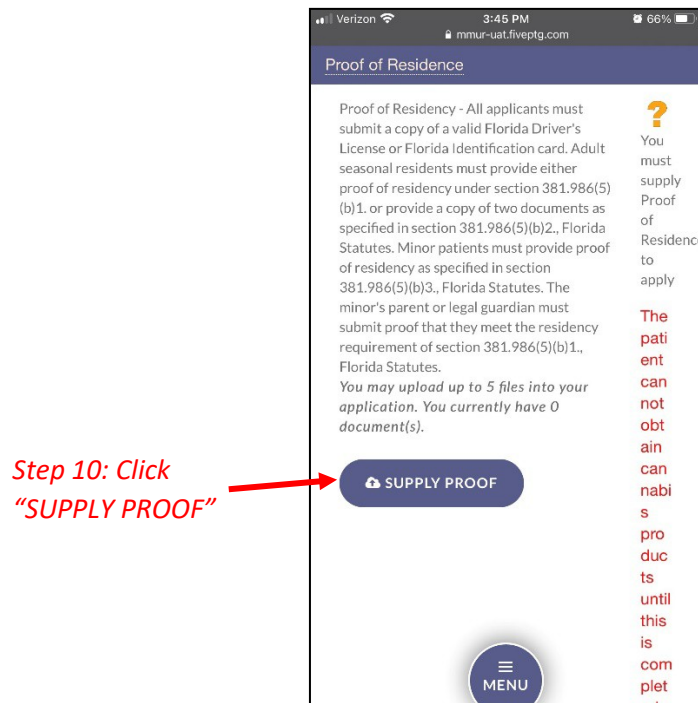 Verizon 3:45 PM 66%
mmur-uat.fiveptg.com
Proof of Residence
Proof of Residency - All applicants must
submit a copy of a valid Florida Driver's
License or Florida Identification card. Adult
seasonal residents must provide either
proof of residency under section 381.986(5)
(b)1. or provide a copy of two documents as
specified in section 381.986(5)(b)2., Florida
Statutes. Minor patients must provide proof
of residency as specified in section
381.986(5)(b)3., Florida Statutes. The
minor's parent or legal guardian must
submit proof that they meet the residency
requirement of section 381.986(5)(b)1.,
Florida Statutes.
You may upload up to 5 files into your
application. You currently have 0
document(s).
SUPPLY PROOF
?
You
must
supply
Proof
of
Residenc
to
apply
The
pati
ent
can
not
obt
ain
can
nabi
s
pro
duc
ts
until
this
is
com
plet
MENU
Step 10: Click
“SUPPLY PROOF”